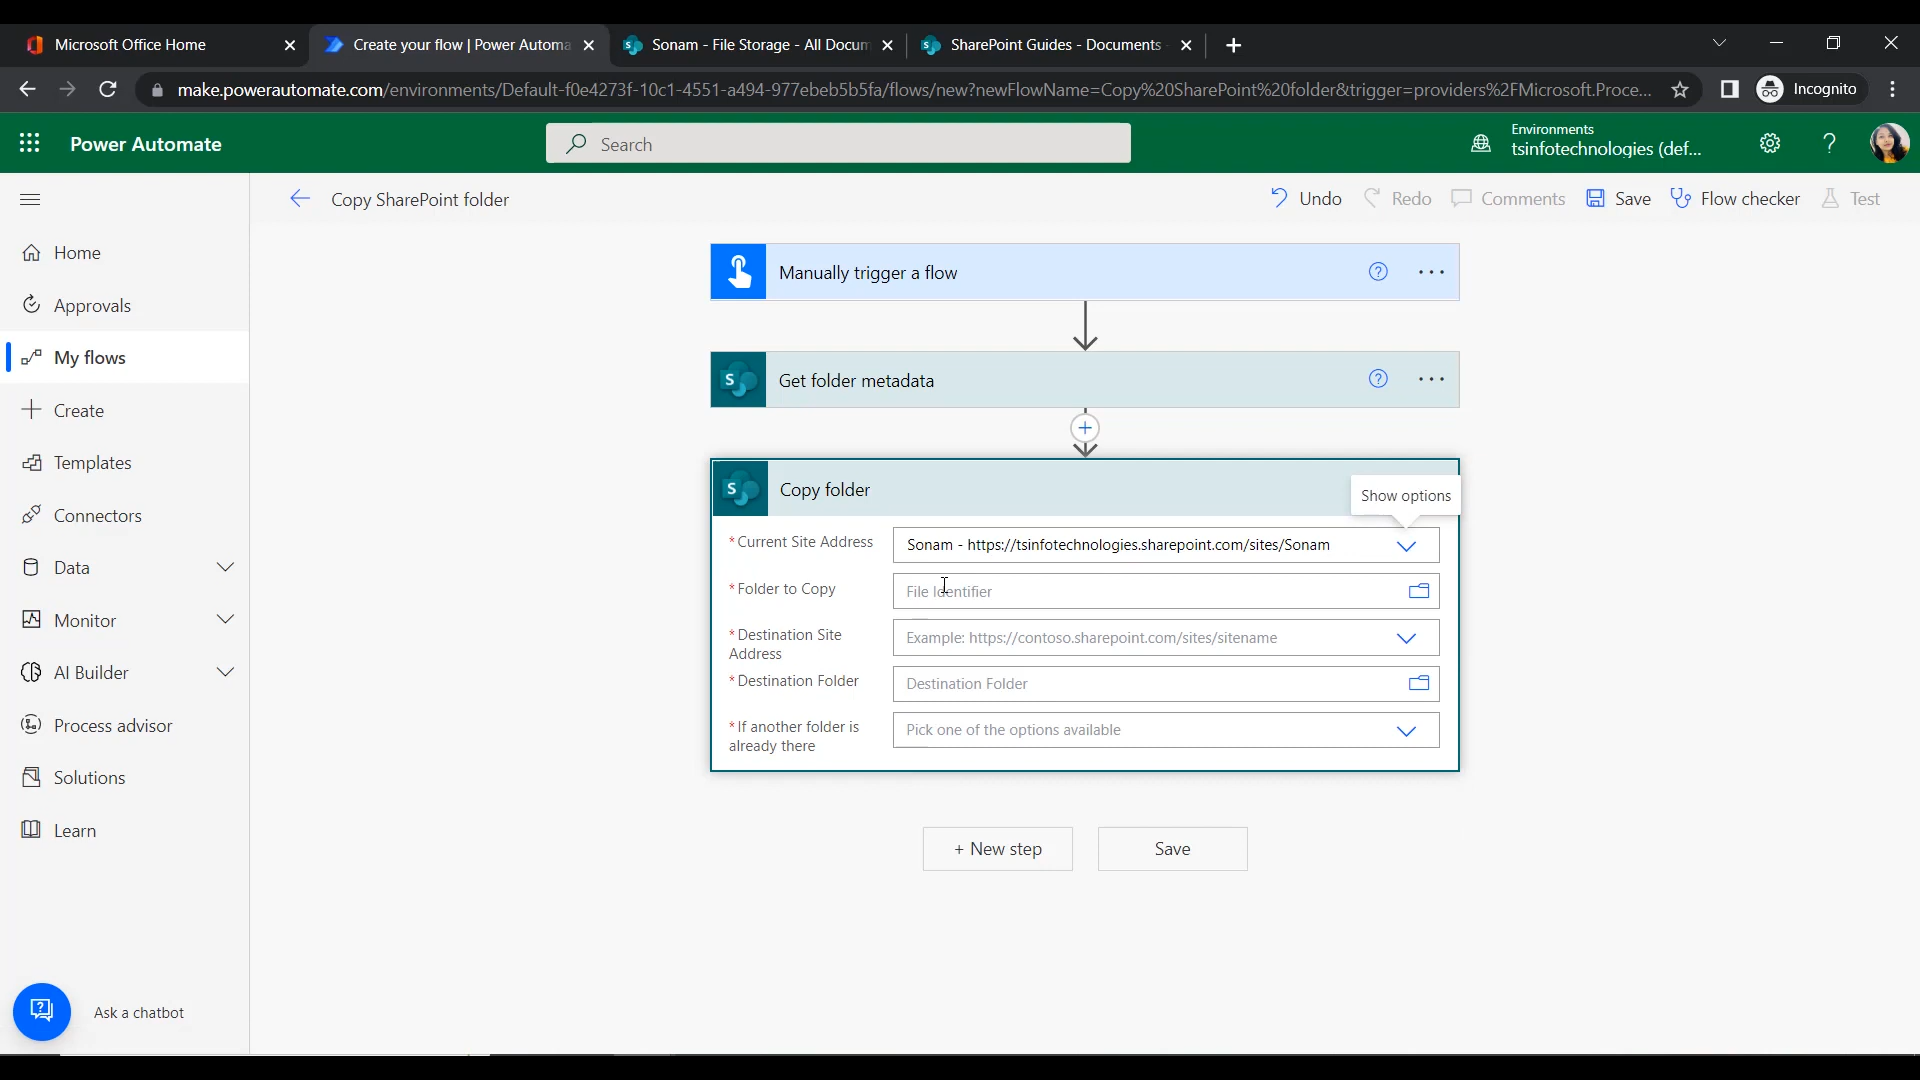 Microsoft Office Home
Create your flow | Power Automa
Sonam - File Storage - All Docum
SharePoint Guides - Documents
make.powerautomate.com/environments/Default-f0e4273f-10c1-4551-a494-977ebeb5b5fa/flows/new?newFlowName=Copy%20SharePoint%20folder&trigger=providers%2FMicrosoft.Proce...
Incognito
Power Automate
Search
Environments
tsinfotechnologies (def...
Copy SharePoint folder
Undo
Redo
Comments
Save
Flow checker
Test
Home
Approvals
My flows
Create
Templates
Connectors
Data
Monitor
AI Builder
Process advisor
Solutions
Learn
Ask a chatbot
Manually trigger a flow
Get folder metadata
S
Copy folder
S
Show options
* Current Site Address
Sonam - https://tsinfotechnologies.sharepoint.com/sites/Sonam
* Folder to Copy
File Identifier
* Destination Site
Address
Example: https://contoso.sharepoint.com/sites/sitename
* Destination Folder
Destination Folder
* If another folder is
already there
Pick one of the options available
+ New step
Save